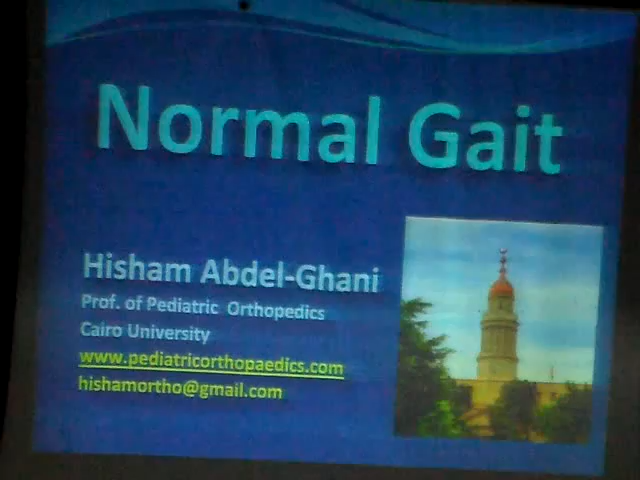 Normal Gait
Hisham Abdel-Ghani
Prof. of Pediatric Orthopedics
Cairo University
www.pediatricorthopaedics.com
hishamortho@gmail.com